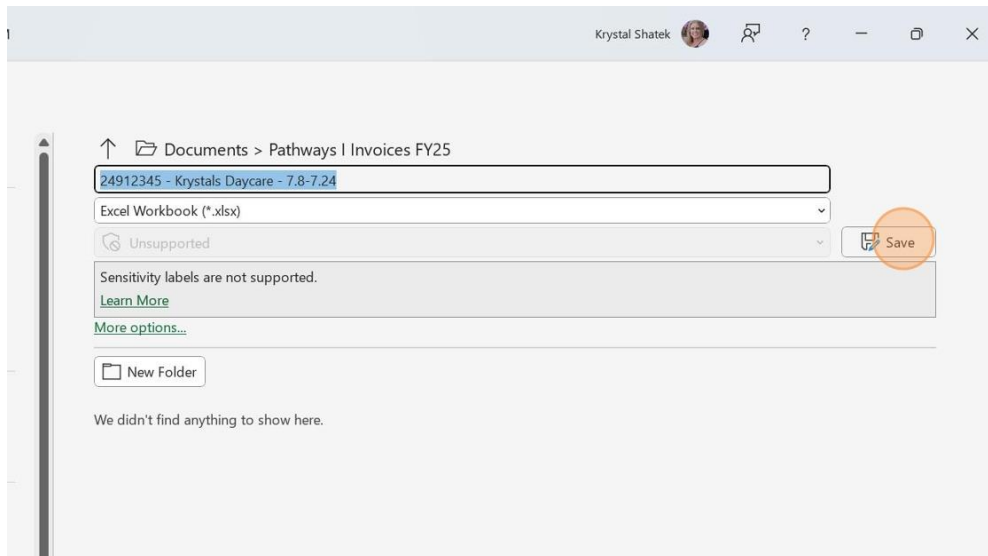 Krystal Shatek
?
Documents > Pathways I Invoices FY25
24912345 - Krystals Daycare - 7.8-7.24
Excel Workbook (*.xlsx)
Unsupported
Save
Sensitivity labels are not supported.
Learn More
More options...
New Folder
We didn't find anything to show here.